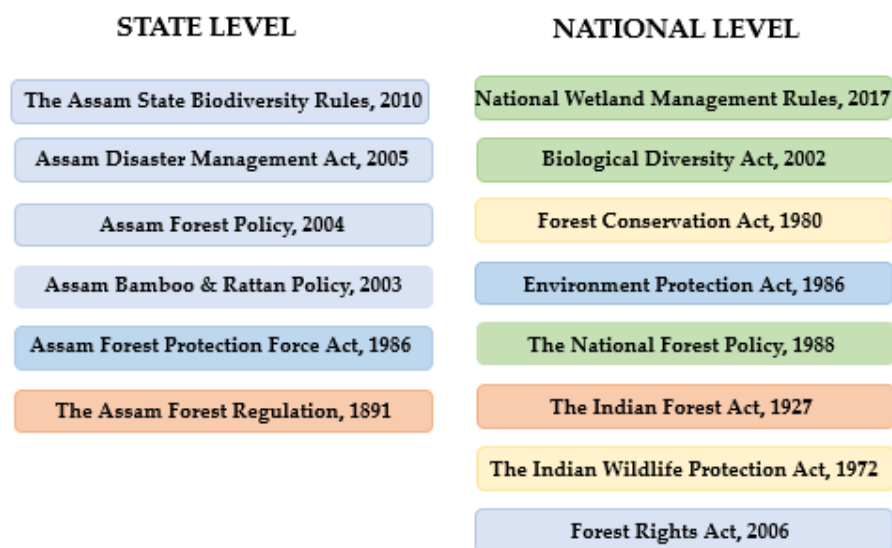 STATE LEVEL
The Assam State Biodiversity Rules, 2010
Assam Disaster Management Act, 2005
Assam Forest Policy, 2004
Assam Bamboo & Rattan Policy, 2003
Assam Forest Protection Force Act, 1986
The Assam Forest Regulation, 1891
NATIONAL LEVEL
National Wetland Management Rules, 2017
Biological Diversity Act, 2002
Forest Conservation Act, 1980
Environment Protection Act, 1986
The National Forest Policy, 1988
The Indian Forest Act, 1927
The Indian Wildlife Protection Act, 1972
Forest Rights Act, 2006